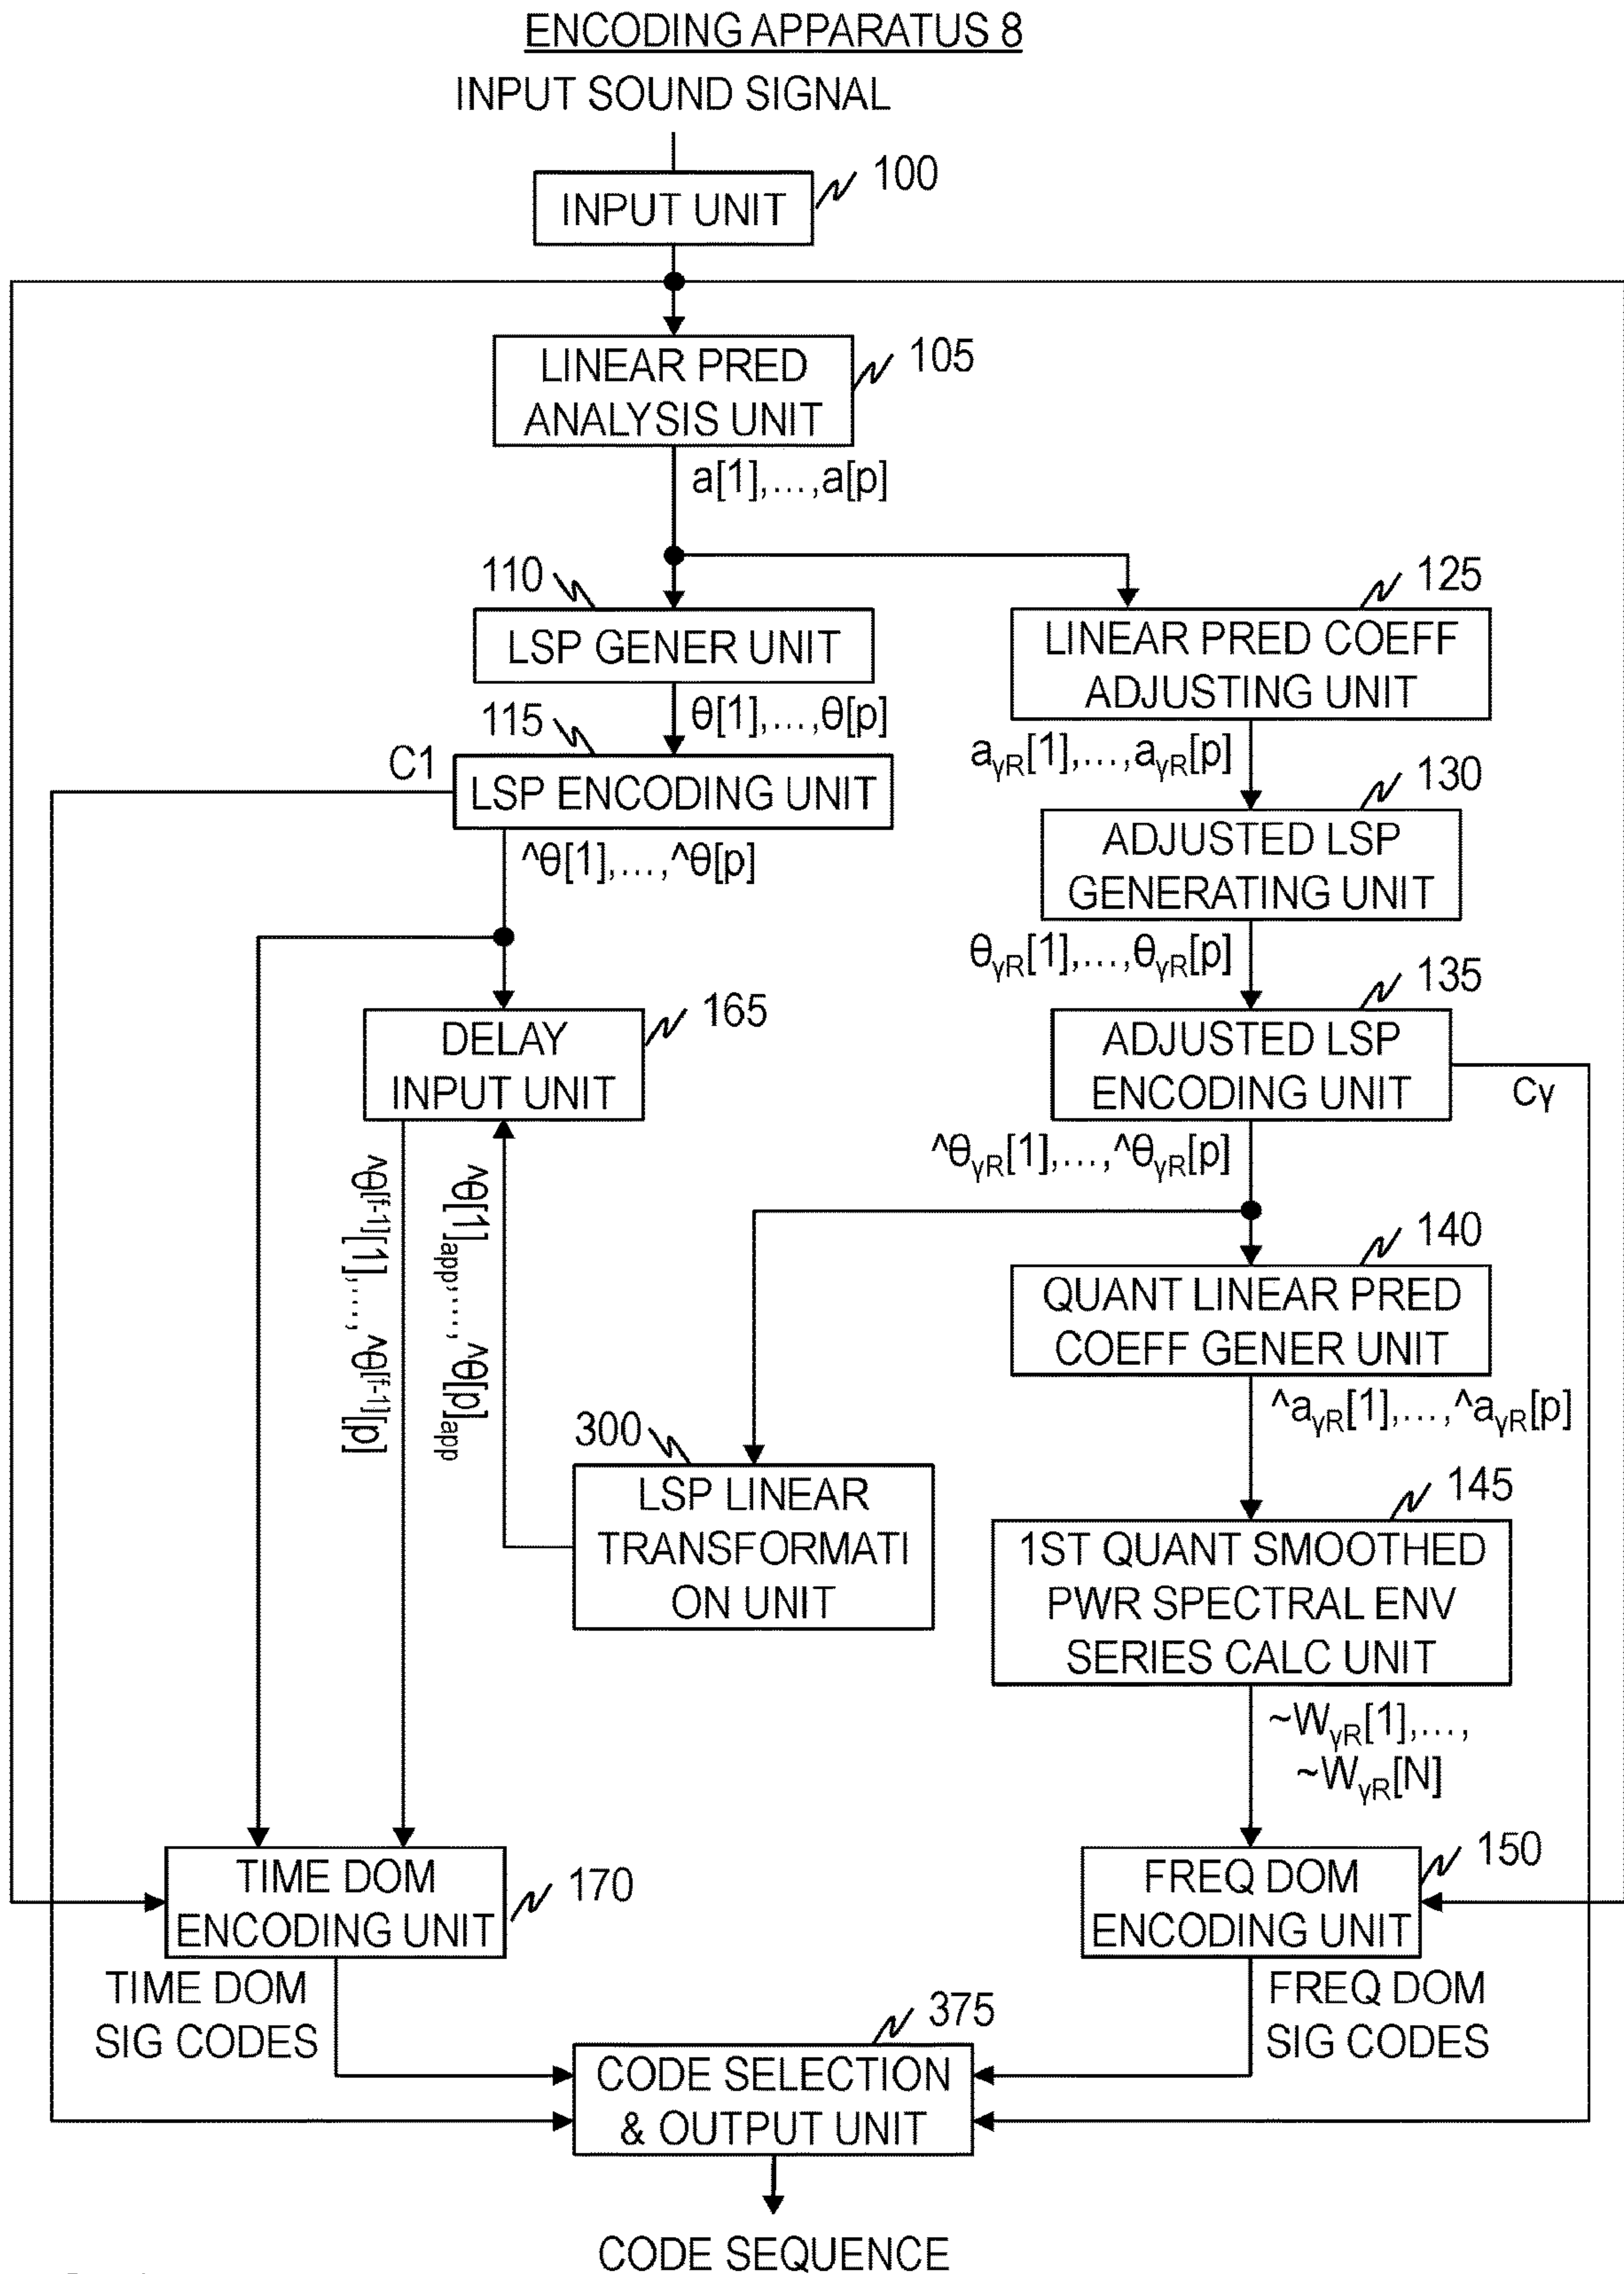 ENCODING APPARATUS 8
INPUT SOUND SIGNAL
100
INPUT UNIT
105
LINEAR PRED
ANALYSIS UNIT
a[1],...,a[p]
110
LSP GENER UNIT
125
LINEAR PRED COEFF
ADJUSTING UNIT
θ[1],...,θ[p]
115
C1
LSP ENCODING UNIT
aγR[1],...,aγR[p]
130
ADJUSTED LSP
GENERATING UNIT
^θ[1],...,^θ[p]
θγR[1],...,θγR[p]
135
165
DELAY
INPUT UNIT
ADJUSTED LSP
ENCODING UNIT
Cγ
^θγR[1],...,^θγR[p]
^θ[f-1][1],...,^θ[f-1][p]
^θ[1]app,...,^θ[p]app
140
QUANT LINEAR PRED
COEFF GENER UNIT
^aγR[1],...,^aγR[p]
300
LSP LINEAR
TRANSFORMATI
ON UNIT
145
1ST QUANT SMOOTHED
PWR SPECTRAL ENV
SERIES CALC UNIT
~WγR[1],...,
~WγR[N]
TIME DOM
ENCODING UNIT
170
150
FREQ DOM
ENCODING UNIT
TIME DOM
SIG CODES
FREQ DOM
SIG CODES
375
CODE SELECTION
& OUTPUT UNIT
CODE SEQUENCE